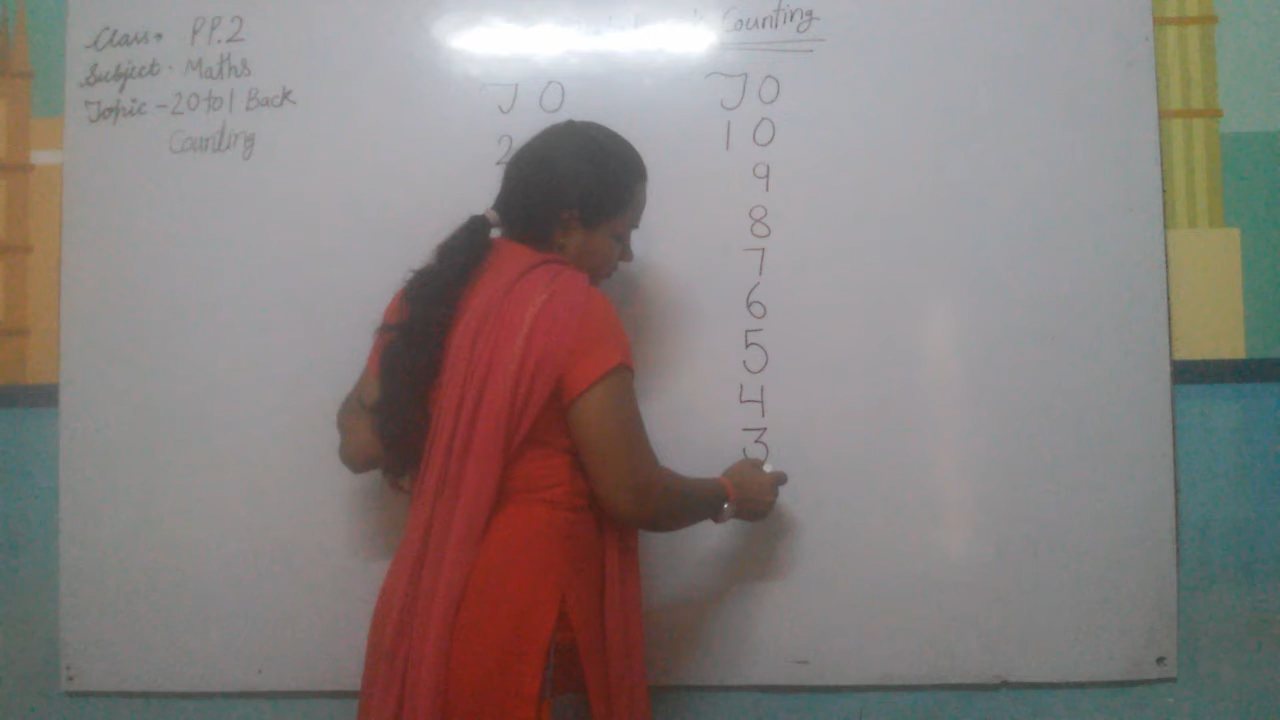 Class: PP.2
Subject: Maths
Topic - 20 to 1 Back
Counting
Counting
T O
2
T O
1 0
9
8
7
6
5
4
3